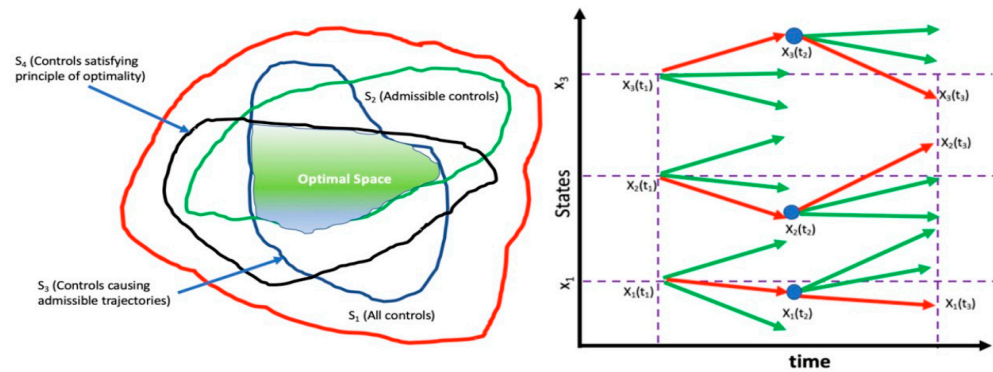 S₄ (Controls satisfying
principle of optimality)
S₂ (Admissible controls)
Optimal Space
S₃ (Controls causing
admissible trajectories)
S₁ (All controls)
States
x₃
X₃(t₁)
X₃(t₂)
X₃(t₃)
X₂(t₁)
X₂(t₂)
X₂(t₃)
x₁
X₁(t₁)
X₁(t₂)
X₁(t₃)
time